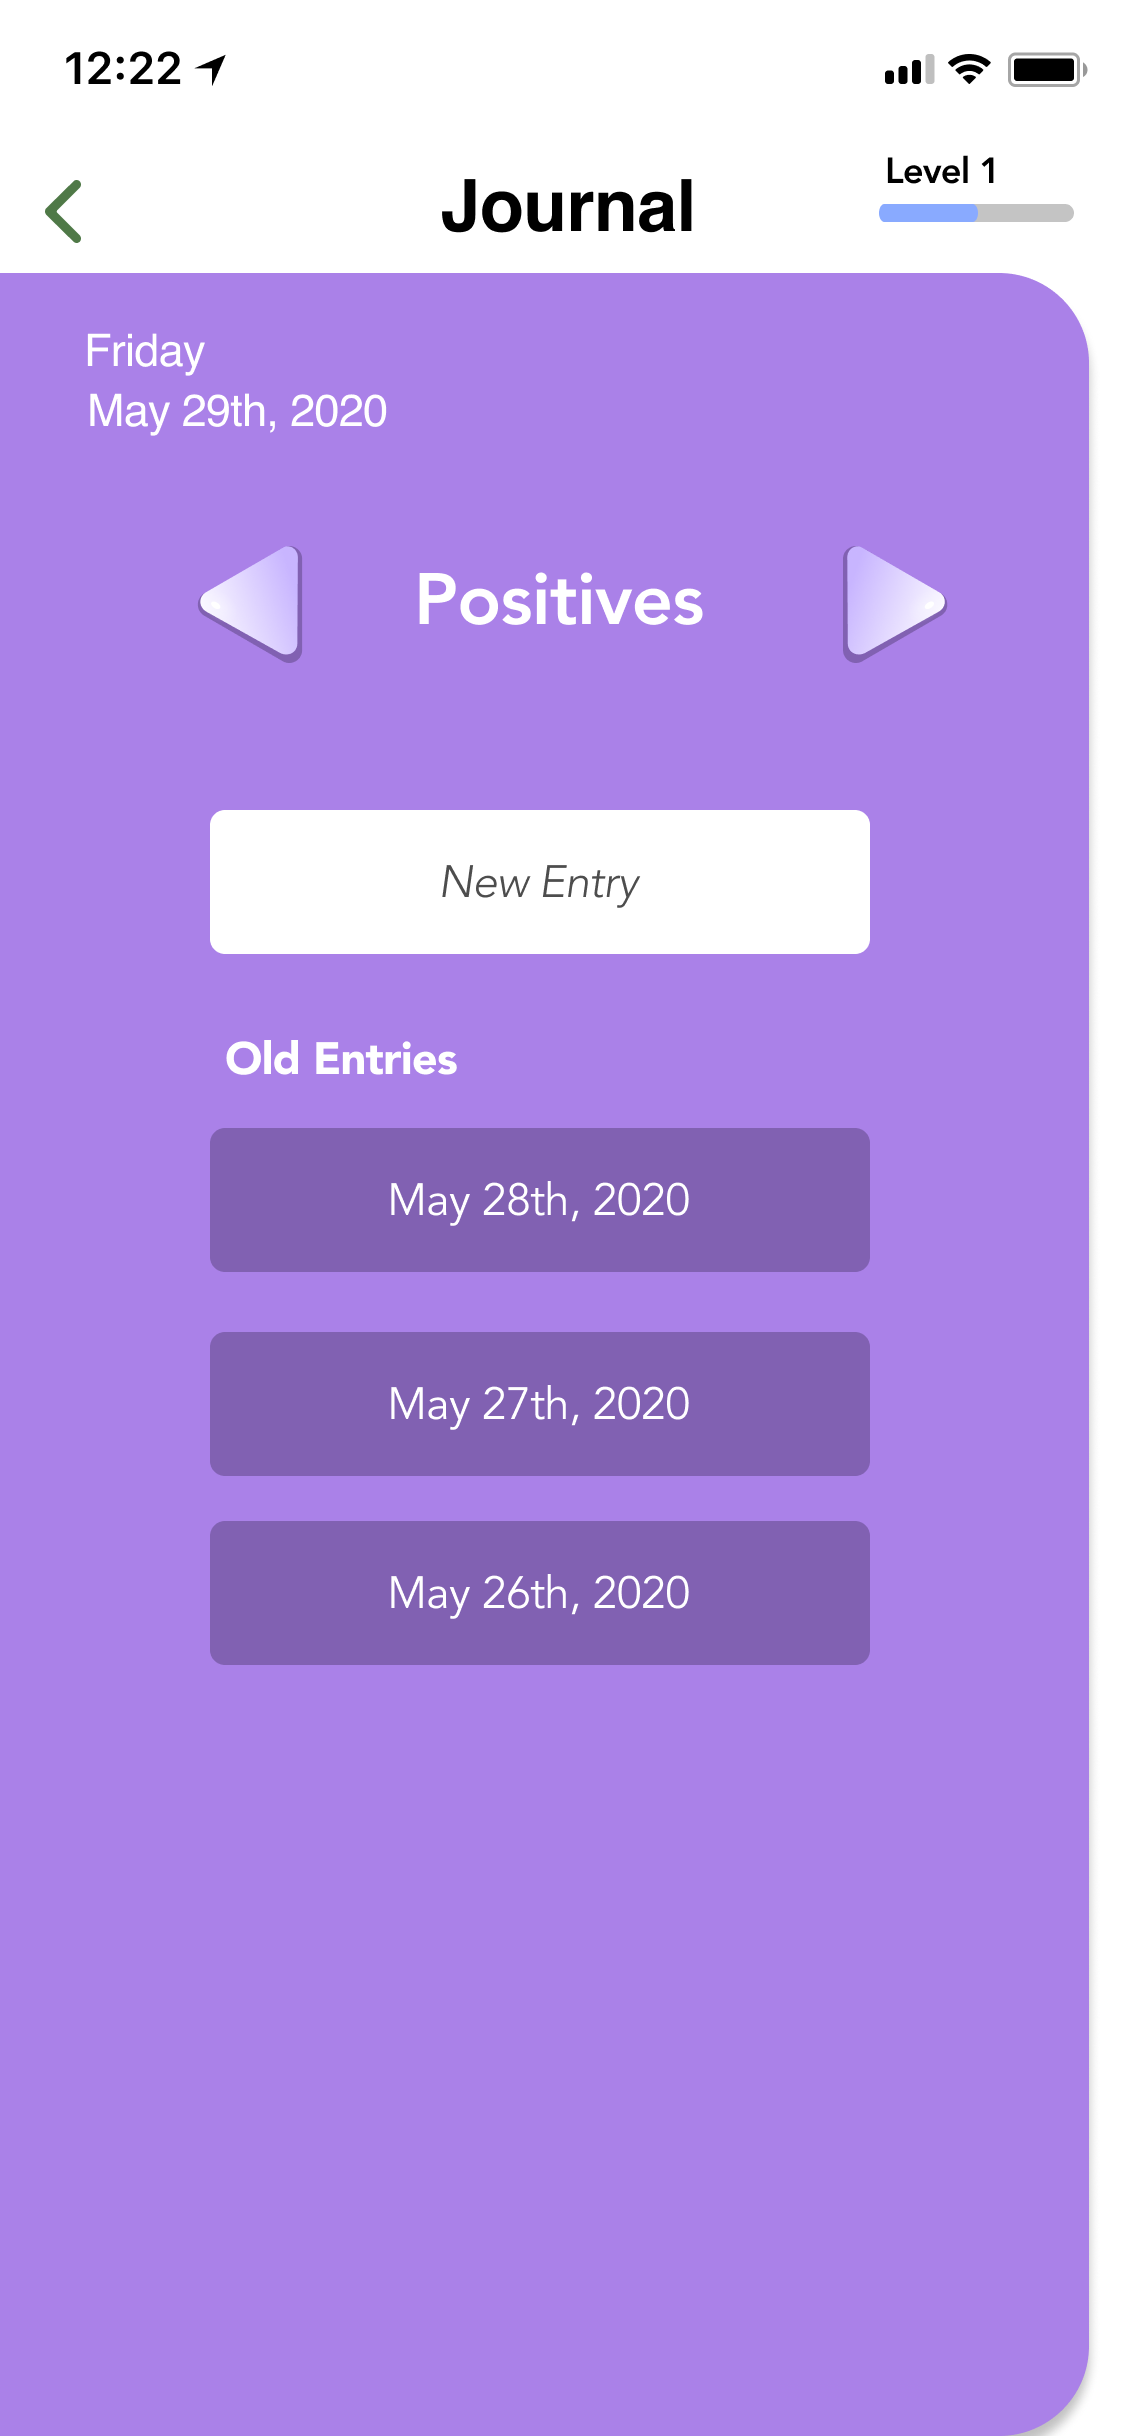 12:22
Level 1
Journal
Friday
May 29th, 2020
Positives
New Entry
Old Entries
May 28th, 2020
May 27th, 2020
May 26th, 2020